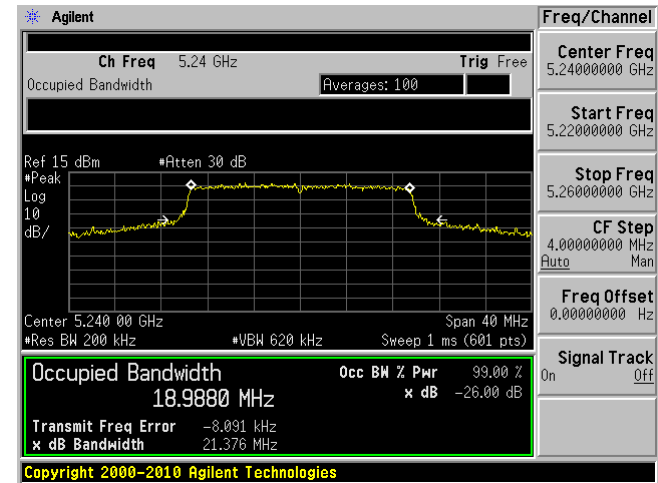 Agilent
Freq/Channel
Ch Freq 5.24 GHz Trig Free
Occupied Bandwidth Averages: 100
Center Freq
5.24000000 GHz
Start Freq
5.22000000 GHz
Stop Freq
5.26000000 GHz
CF Step
4.00000000 MHz
Auto Man
Freq Offset
0.00000000 Hz
Signal Track
On Off
Ref 15 dBm #Atten 30 dB
#Peak
Log
10
dB/
Center 5.240 00 GHz Span 40 MHz
#Res BW 200 kHz #VBW 620 kHz Sweep 1 ms (601 pts)
Occupied Bandwidth Occ BW % Pwr 99.00 %
18.9880 MHz x dB -26.00 dB
Transmit Freq Error -8.091 kHz
x dB Bandwidth 21.376 MHz
Copyright 2000-2010 Agilent Technologies